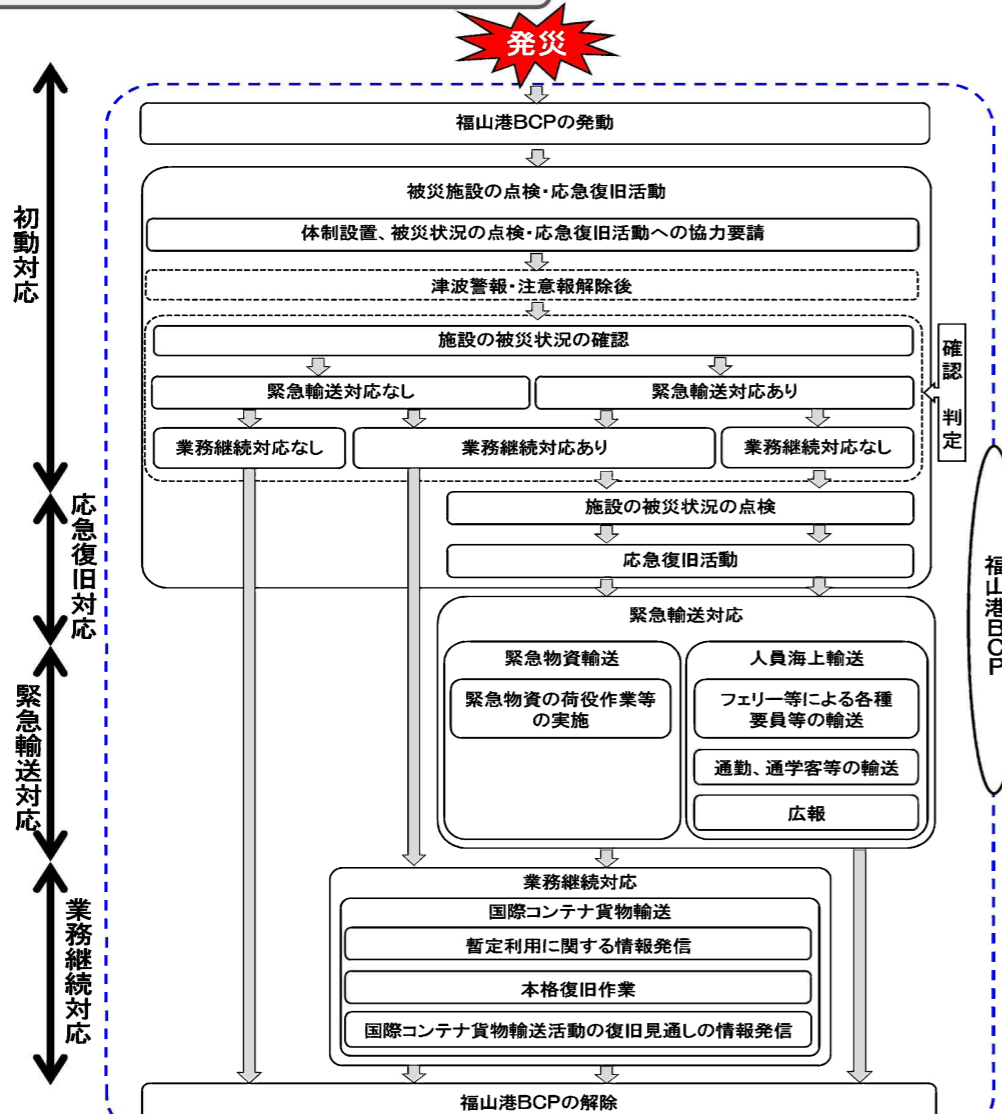 発災
福山港BCPの発動
被災施設の点検・応急復旧活動
体制設置、被災状況の点検・応急復旧活動への協力要請
津波警報・注意報解除後
施設の被災状況の確認
緊急輸送対応なし
緊急輸送対応あり
業務継続対応なし
業務継続対応あり
業務継続対応なし
確認 判定
施設の被災状況の点検
応急復旧活動
緊急輸送対応
緊急物資輸送
緊急物資の荷役作業等
の実施
人員海上輸送
フェリー等による各種
要員等の輸送
通勤、通学客等の輸送
広報
業務継続対応
国際コンテナ貨物輸送
暫定利用に関する情報発信
本格復旧作業
国際コンテナ貨物輸送活動の復旧見通しの情報発信
福山港BCPの解除
初動対応
応急復旧対応
緊急輸送対応
業務継続対応
福山港BCP